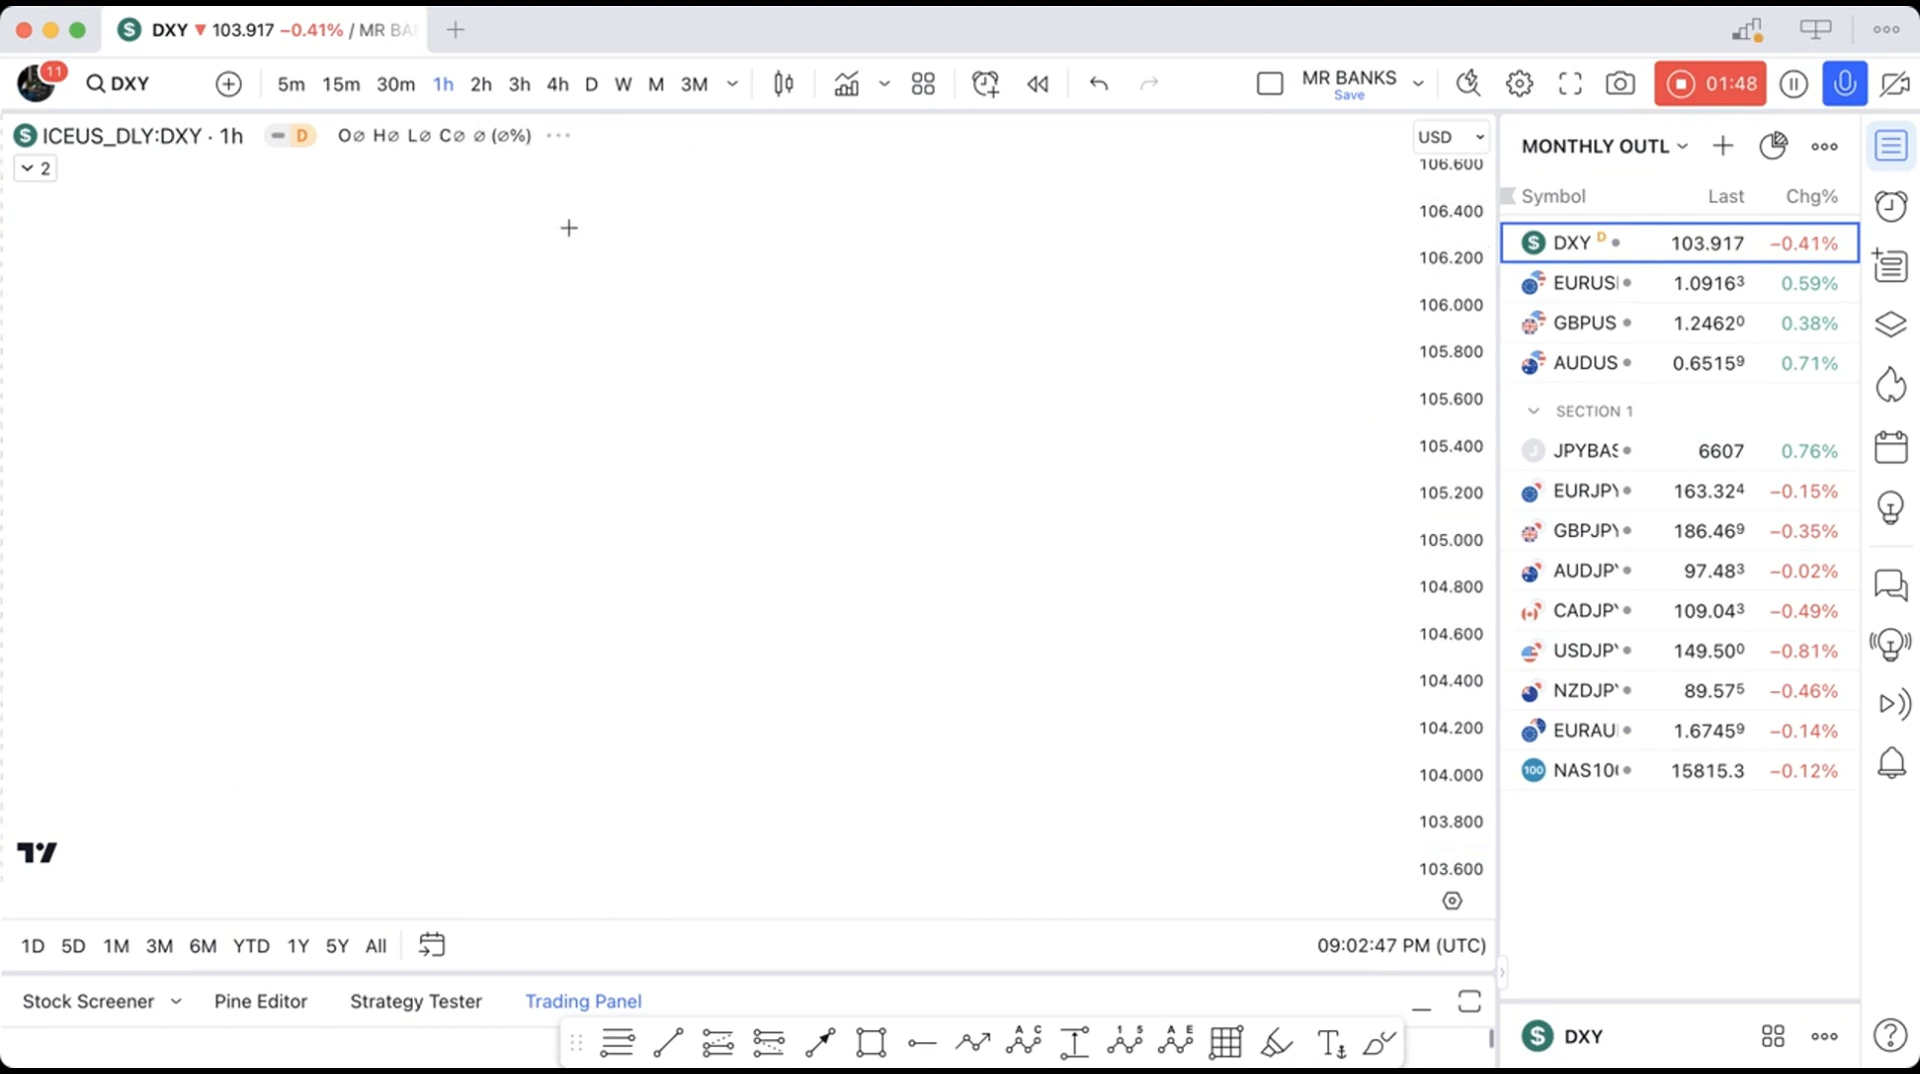 DXY ▼ 103.917 −0.41% / MR BA
11
DXY 5m 15m 30m 1h 2h 3h 4h D W M 3M MR BANKS
Save
01:48
ICEUS_DLY:DXY · 1h D O∅ H∅ L∅ C∅ ∅ (∅%)
2
USD
106.600
106.400
106.200
106.000
105.800
105.600
105.400
105.200
105.000
104.800
104.600
104.400
104.200
104.000
103.800
103.600
MONTHLY OUTL
Symbol Last Chg%
DXY D 103.917 −0.41%
EURUS 1.09163 0.59%
GBPUS 1.24620 0.38%
AUDUS 0.65159 0.71%
SECTION 1
J JPYBAS 6607 0.76%
EURJPY 163.324 −0.15%
GBPJPY 186.469 −0.35%
AUDJPY 97.483 −0.02%
CADJPY 109.043 −0.49%
USDJPY 149.500 −0.81%
NZDJPY 89.575 −0.46%
EURAU 1.67459 −0.14%
100 NAS10 15815.3 −0.12%
1D 5D 1M 3M 6M YTD 1Y 5Y All
09:02:47 PM (UTC)
Stock Screener Pine Editor Strategy Tester Trading Panel
DXY